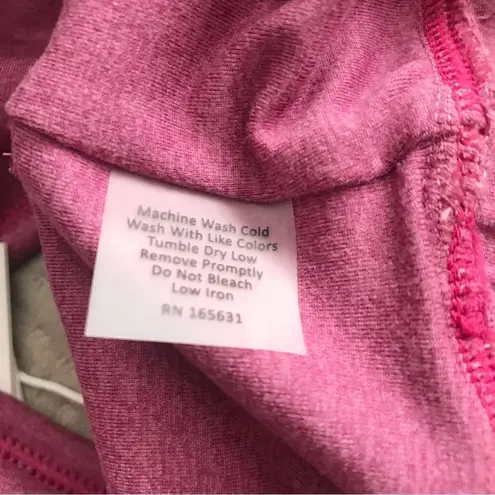 Machine Wash Cold
Wash With Like Colors
Tumble Dry Low
Remove Promptly
Do Not Bleach
Low Iron
RN 165631